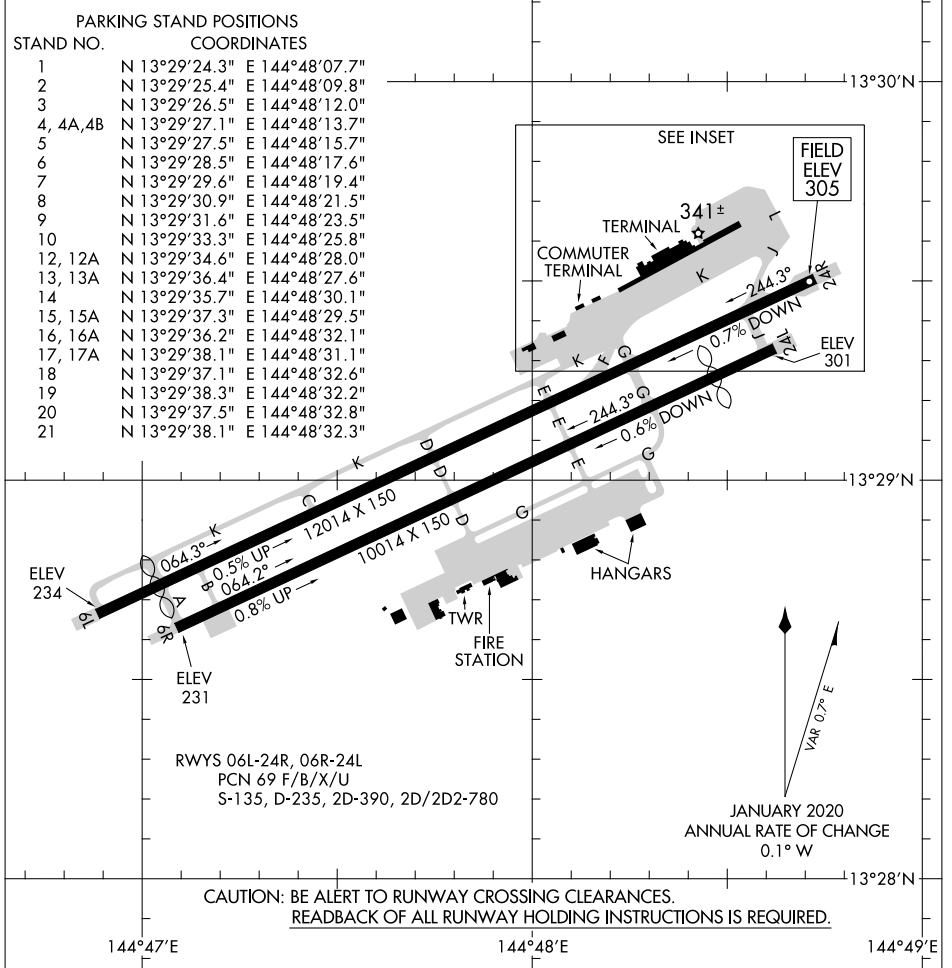 PARKING STAND POSITIONS
STAND NO. COORDINATES
1 N 13°29'24.3" E 144°48'07.7"
2 N 13°29'25.4" E 144°48'09.8"
3 N 13°29'26.5" E 144°48'12.0"
4, 4A,4B N 13°29'27.1" E 144°48'13.7"
5 N 13°29'27.5" E 144°48'15.7"
6 N 13°29'28.5" E 144°48'17.6"
7 N 13°29'29.6" E 144°48'19.4"
8 N 13°29'30.9" E 144°48'21.5"
9 N 13°29'31.6" E 144°48'23.5"
10 N 13°29'33.3" E 144°48'25.8"
12, 12A N 13°29'34.6" E 144°48'28.0"
13, 13A N 13°29'36.4" E 144°48'27.6"
14 N 13°29'35.7" E 144°48'30.1"
15, 15A N 13°29'37.3" E 144°48'29.5"
16, 16A N 13°29'36.2" E 144°48'32.1"
17, 17A N 13°29'38.1" E 144°48'31.1"
18 N 13°29'37.1" E 144°48'32.6"
19 N 13°29'38.3" E 144°48'32.2"
20 N 13°29'37.5" E 144°48'32.8"
21 N 13°29'38.1" E 144°48'32.3"
13°30'N
SEE INSET
FIELD
ELEV
305
341±
TERMINAL
COMMUTER
TERMINAL
L
J
K
244.3°
24R
0.7% DOWN
J
24L
ELEV
301
K
F
G
E
E
G
244.3°
0.6% DOWN
E
G
D
D
K
13°29'N
C
12014 X 150
D
G
10014 X 150
K
064.3°
0.5% UP
B
064.2°
0.8% UP
A
ELEV
234
6L
6R
ELEV
231
HANGARS
TWR
FIRE
STATION
VAR 0.7° E
RWYS 06L-24R, 06R-24L
PCN 69 F/B/X/U
S-135, D-235, 2D-390, 2D/2D2-780
JANUARY 2020
ANNUAL RATE OF CHANGE
0.1° W
13°28'N
CAUTION: BE ALERT TO RUNWAY CROSSING CLEARANCES.
READBACK OF ALL RUNWAY HOLDING INSTRUCTIONS IS REQUIRED.
144°47'E
144°48'E
144°49'E